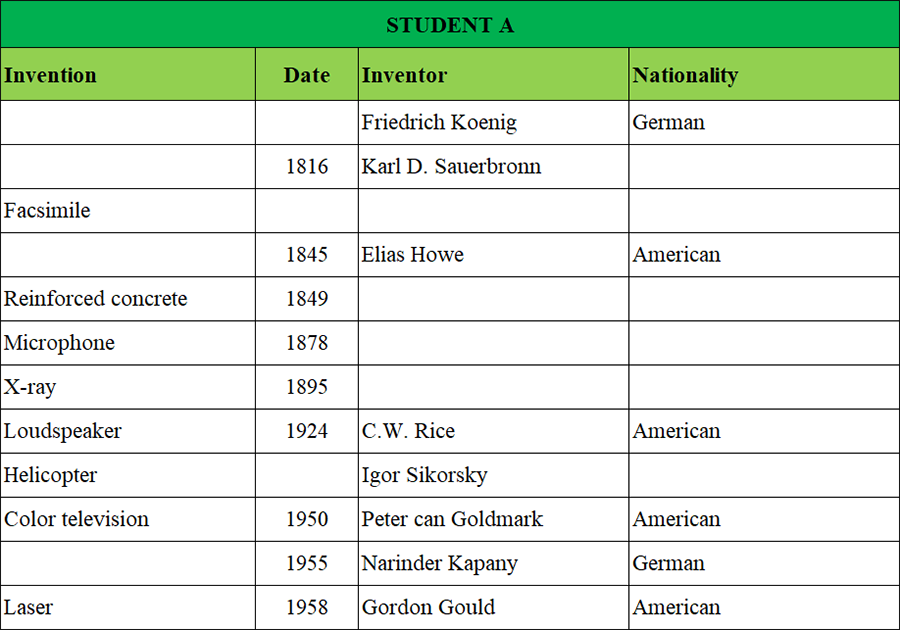 STUDENT A
Invention Date Inventor Nationality
Friedrich Koenig German
1816 Karl D. Sauerbronn
Facsimile
1845 Elias Howe American
Reinforced concrete 1849
Microphone 1878
X-ray 1895
Loudspeaker 1924 C.W. Rice American
Helicopter Igor Sikorsky
Color television 1950 Peter can Goldmark American
1955 Narinder Kapany German
Laser 1958 Gordon Gould American